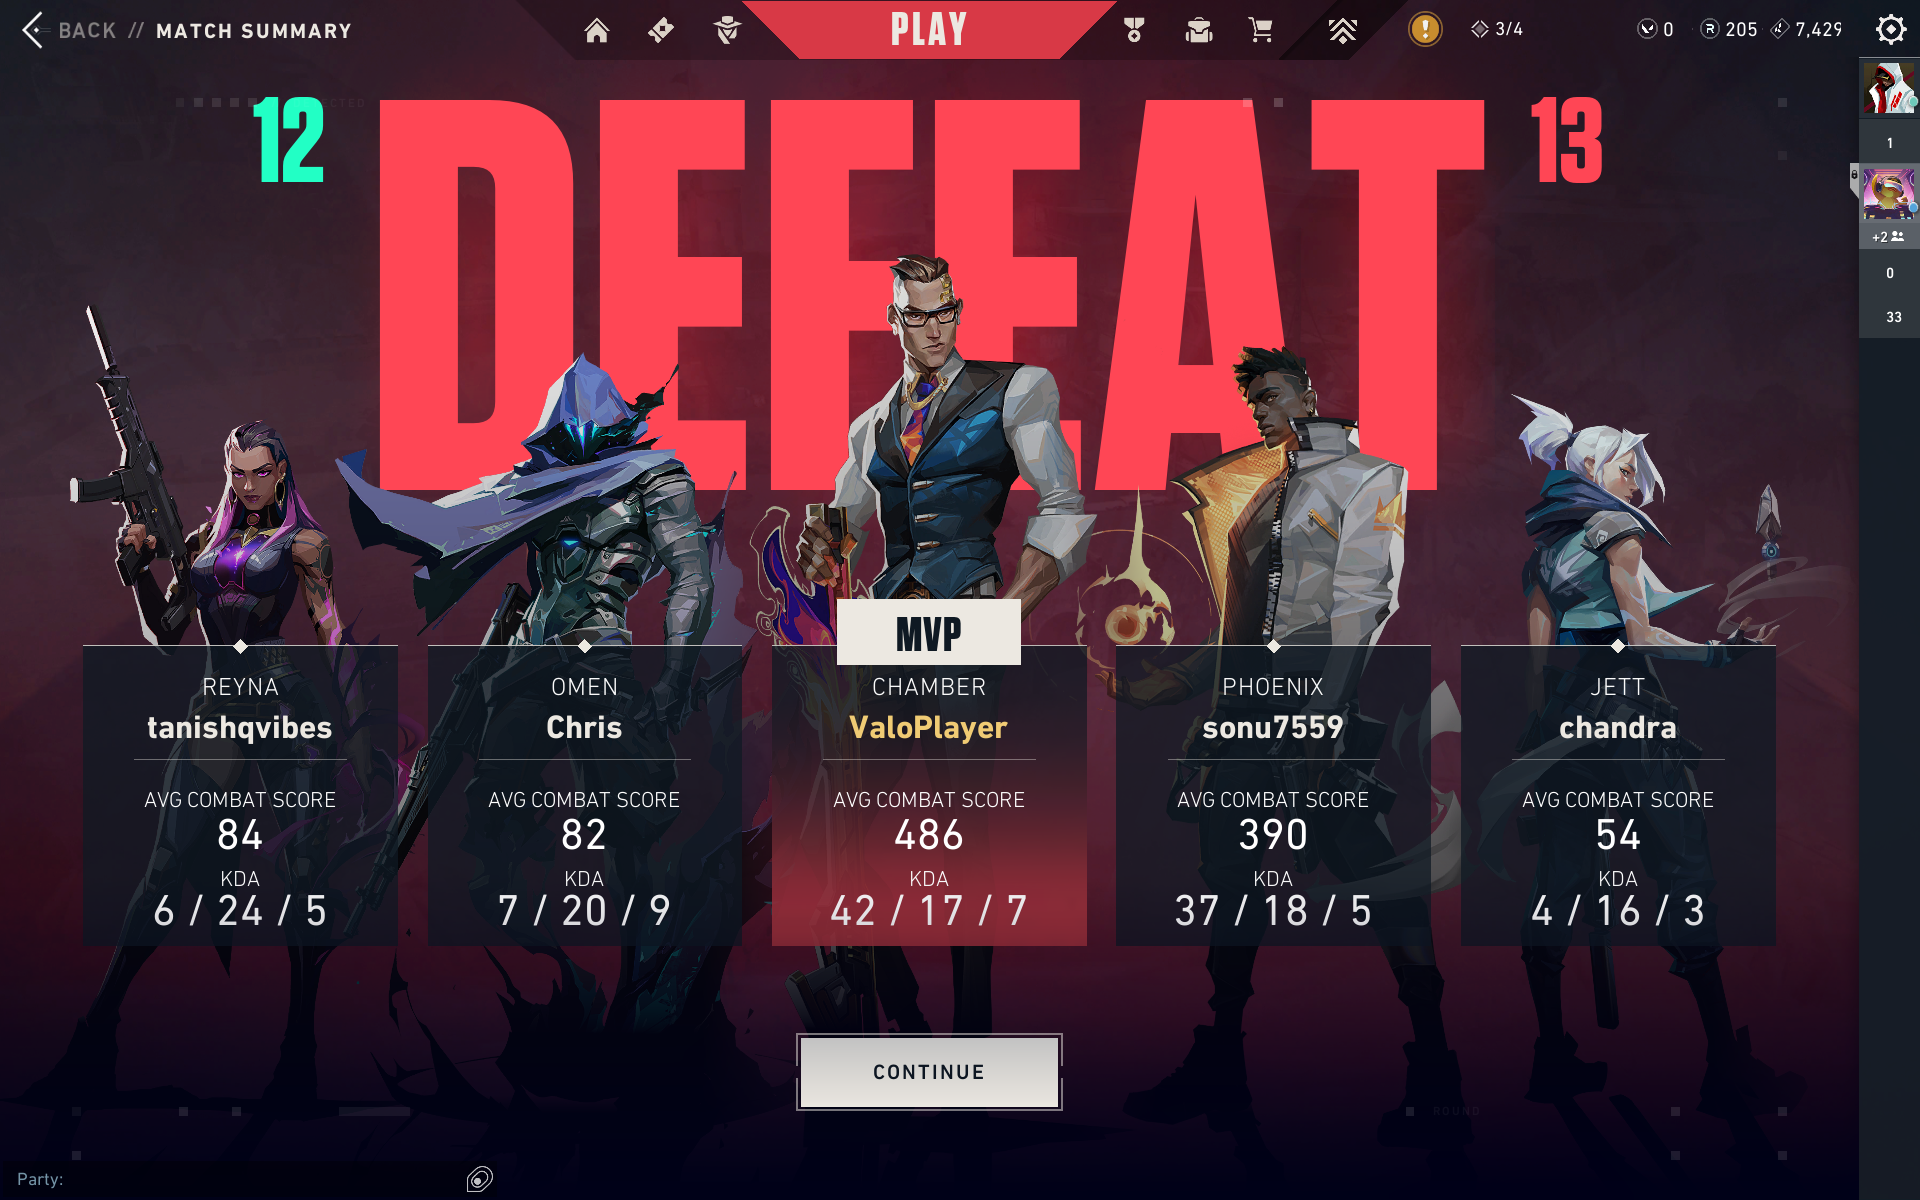 BACK // MATCH SUMMARY
PLAY
3/4
0
205
7,429
12
DEFEAT
13
1
+2
0
33
MVP
REYNA
tanishqvibes
AVG COMBAT SCORE
84
KDA
6 / 24 / 5
OMEN
Chris
AVG COMBAT SCORE
82
KDA
7 / 20 / 9
CHAMBER
ValoPlayer
AVG COMBAT SCORE
486
KDA
42 / 17 / 7
PHOENIX
sonu7559
AVG COMBAT SCORE
390
KDA
37 / 18 / 5
JETT
chandra
AVG COMBAT SCORE
54
KDA
4 / 16 / 3
CONTINUE
ROUND
Party: